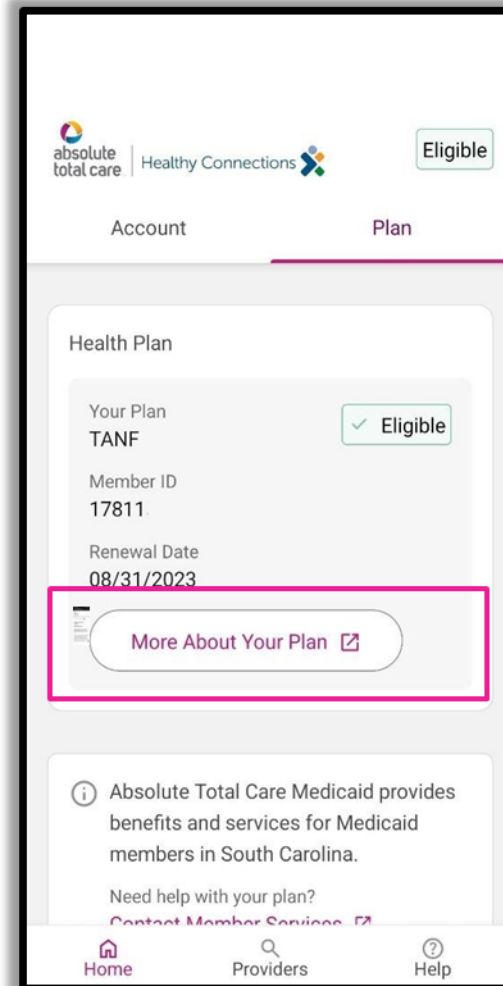 absolute
total care
Healthy Connections
Eligible
Account
Plan
Health Plan
Your Plan
TANF
Eligible
Member ID
17811
Renewal Date
08/31/2023
More About Your Plan
Absolute Total Care Medicaid provides
benefits and services for Medicaid
members in South Carolina.
Need help with your plan?
Contact Member Services
Home
Providers
Help